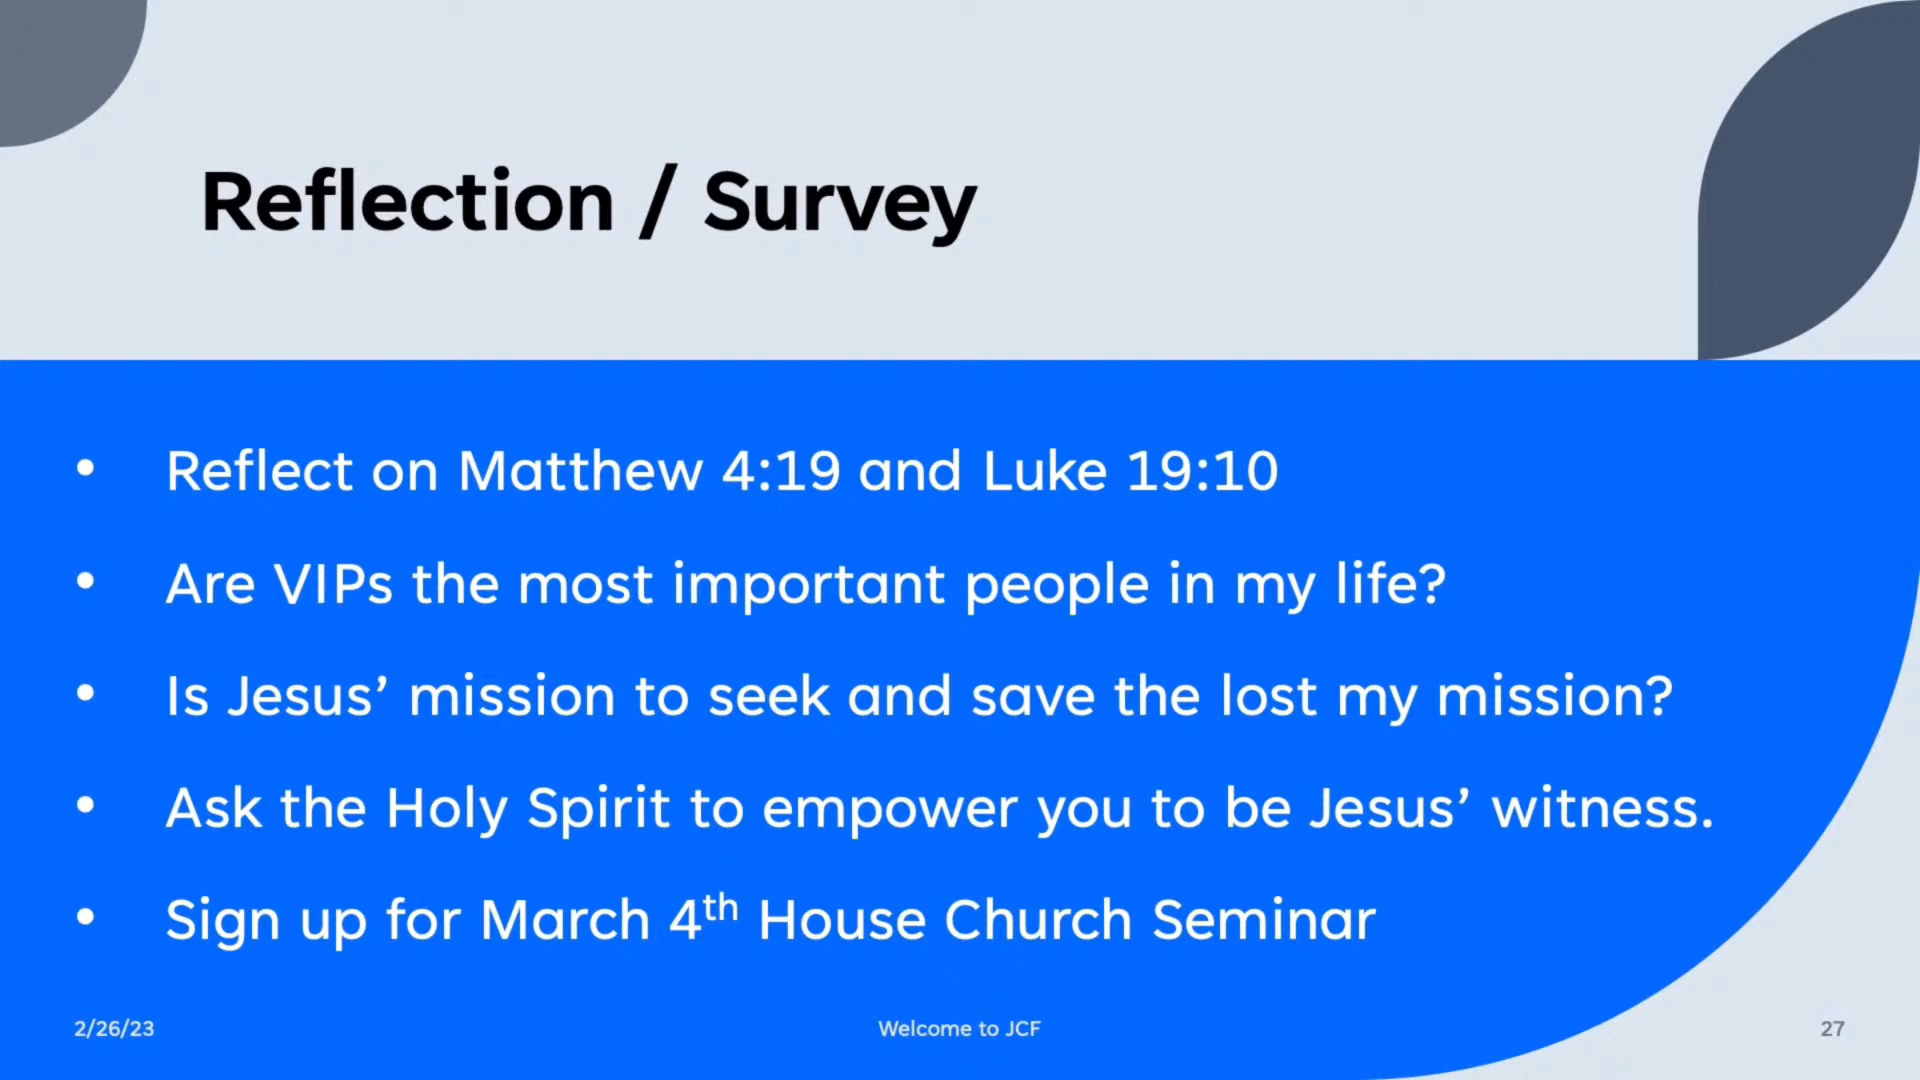 Reflection / Survey
• Reflect on Matthew 4:19 and Luke 19:10
• Are VIPs the most important people in my life?
• Is Jesus’ mission to seek and save the lost my mission?
• Ask the Holy Spirit to empower you to be Jesus’ witness.
• Sign up for March 4th House Church Seminar
2/26/23
Welcome to JCF
27